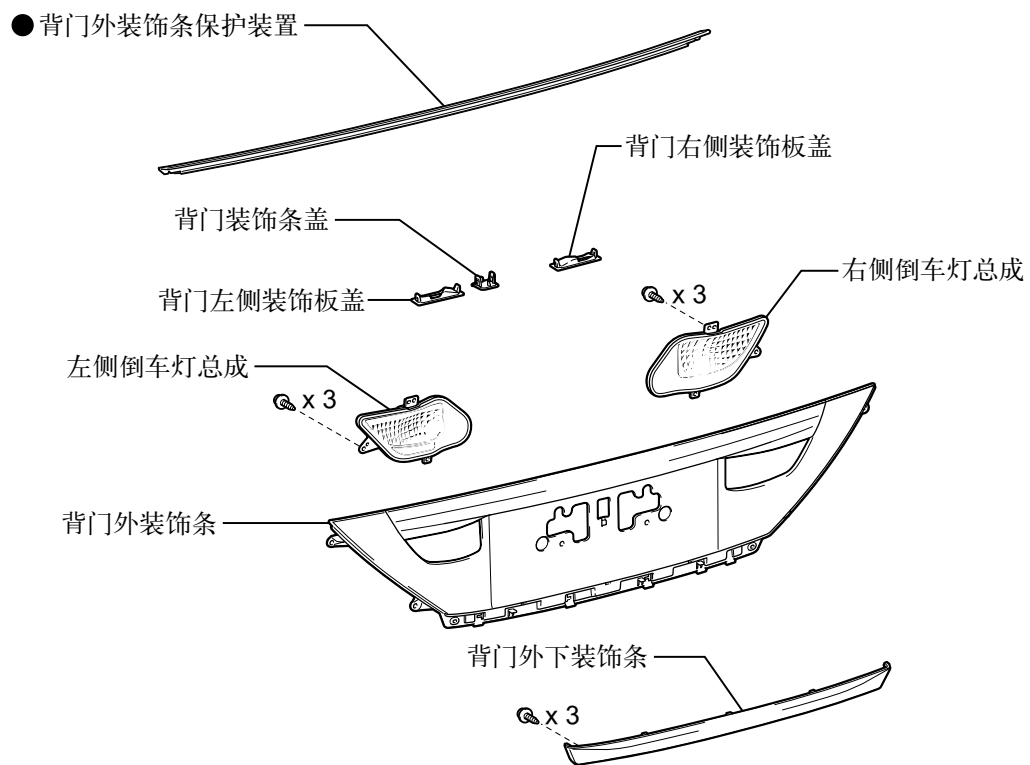 ●背门外装饰条保护装置
背门右侧装饰板盖
背门装饰条盖
右侧倒车灯总成
x 3
背门左侧装饰板盖
左侧倒车灯总成
x 3
背门外装饰条
背门外下装饰条
x 3